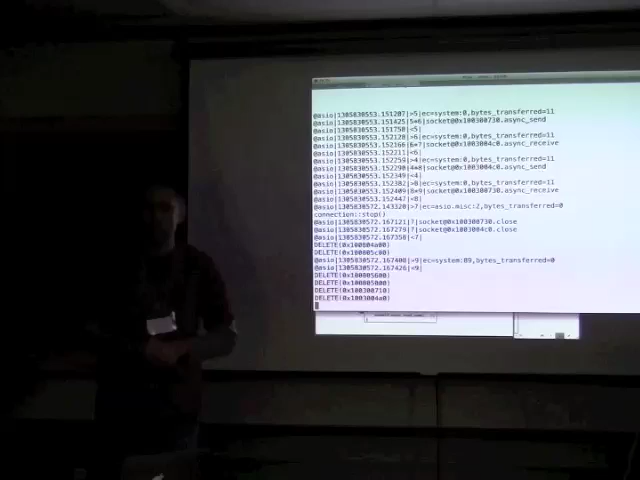 @asio|1305830553.151207|>5|ec=system:0,bytes_transferred=11
@asio|1305830553.151425|5*6|socket@0x100300730.async_send
@asio|1305830553.151750|<5|
@asio|1305830553.152128|>6|ec=system:0,bytes_transferred=11
@asio|1305830553.152166|6*7|socket@0x1003004c0.async_receive
@asio|1305830553.152211|<6|
@asio|1305830553.152259|>4|ec=system:0,bytes_transferred=11
@asio|1305830553.152290|4*8|socket@0x1003004c0.async_send
@asio|1305830553.152349|<4|
@asio|1305830553.152382|>8|ec=system:0,bytes_transferred=11
@asio|1305830553.152409|8*9|socket@0x100300730.async_receive
@asio|1305830553.152447|<8|
@asio|1305830572.143320|>7|ec=asio.misc:2,bytes_transferred=0
connection::stop()
@asio|1305830572.167121|7|socket@0x100300730.close
@asio|1305830572.167279|7|socket@0x1003004c0.close
@asio|1305830572.167358|<7|
DELETE(0x100804a00)
DELETE(0x100805c00)
@asio|1305830572.167408|>9|ec=system:89,bytes_transferred=0
@asio|1305830572.167426|<9|
DELETE(0x100805600)
DELETE(0x100805000)
DELETE(0x100300710)
DELETE(0x1003004a0)